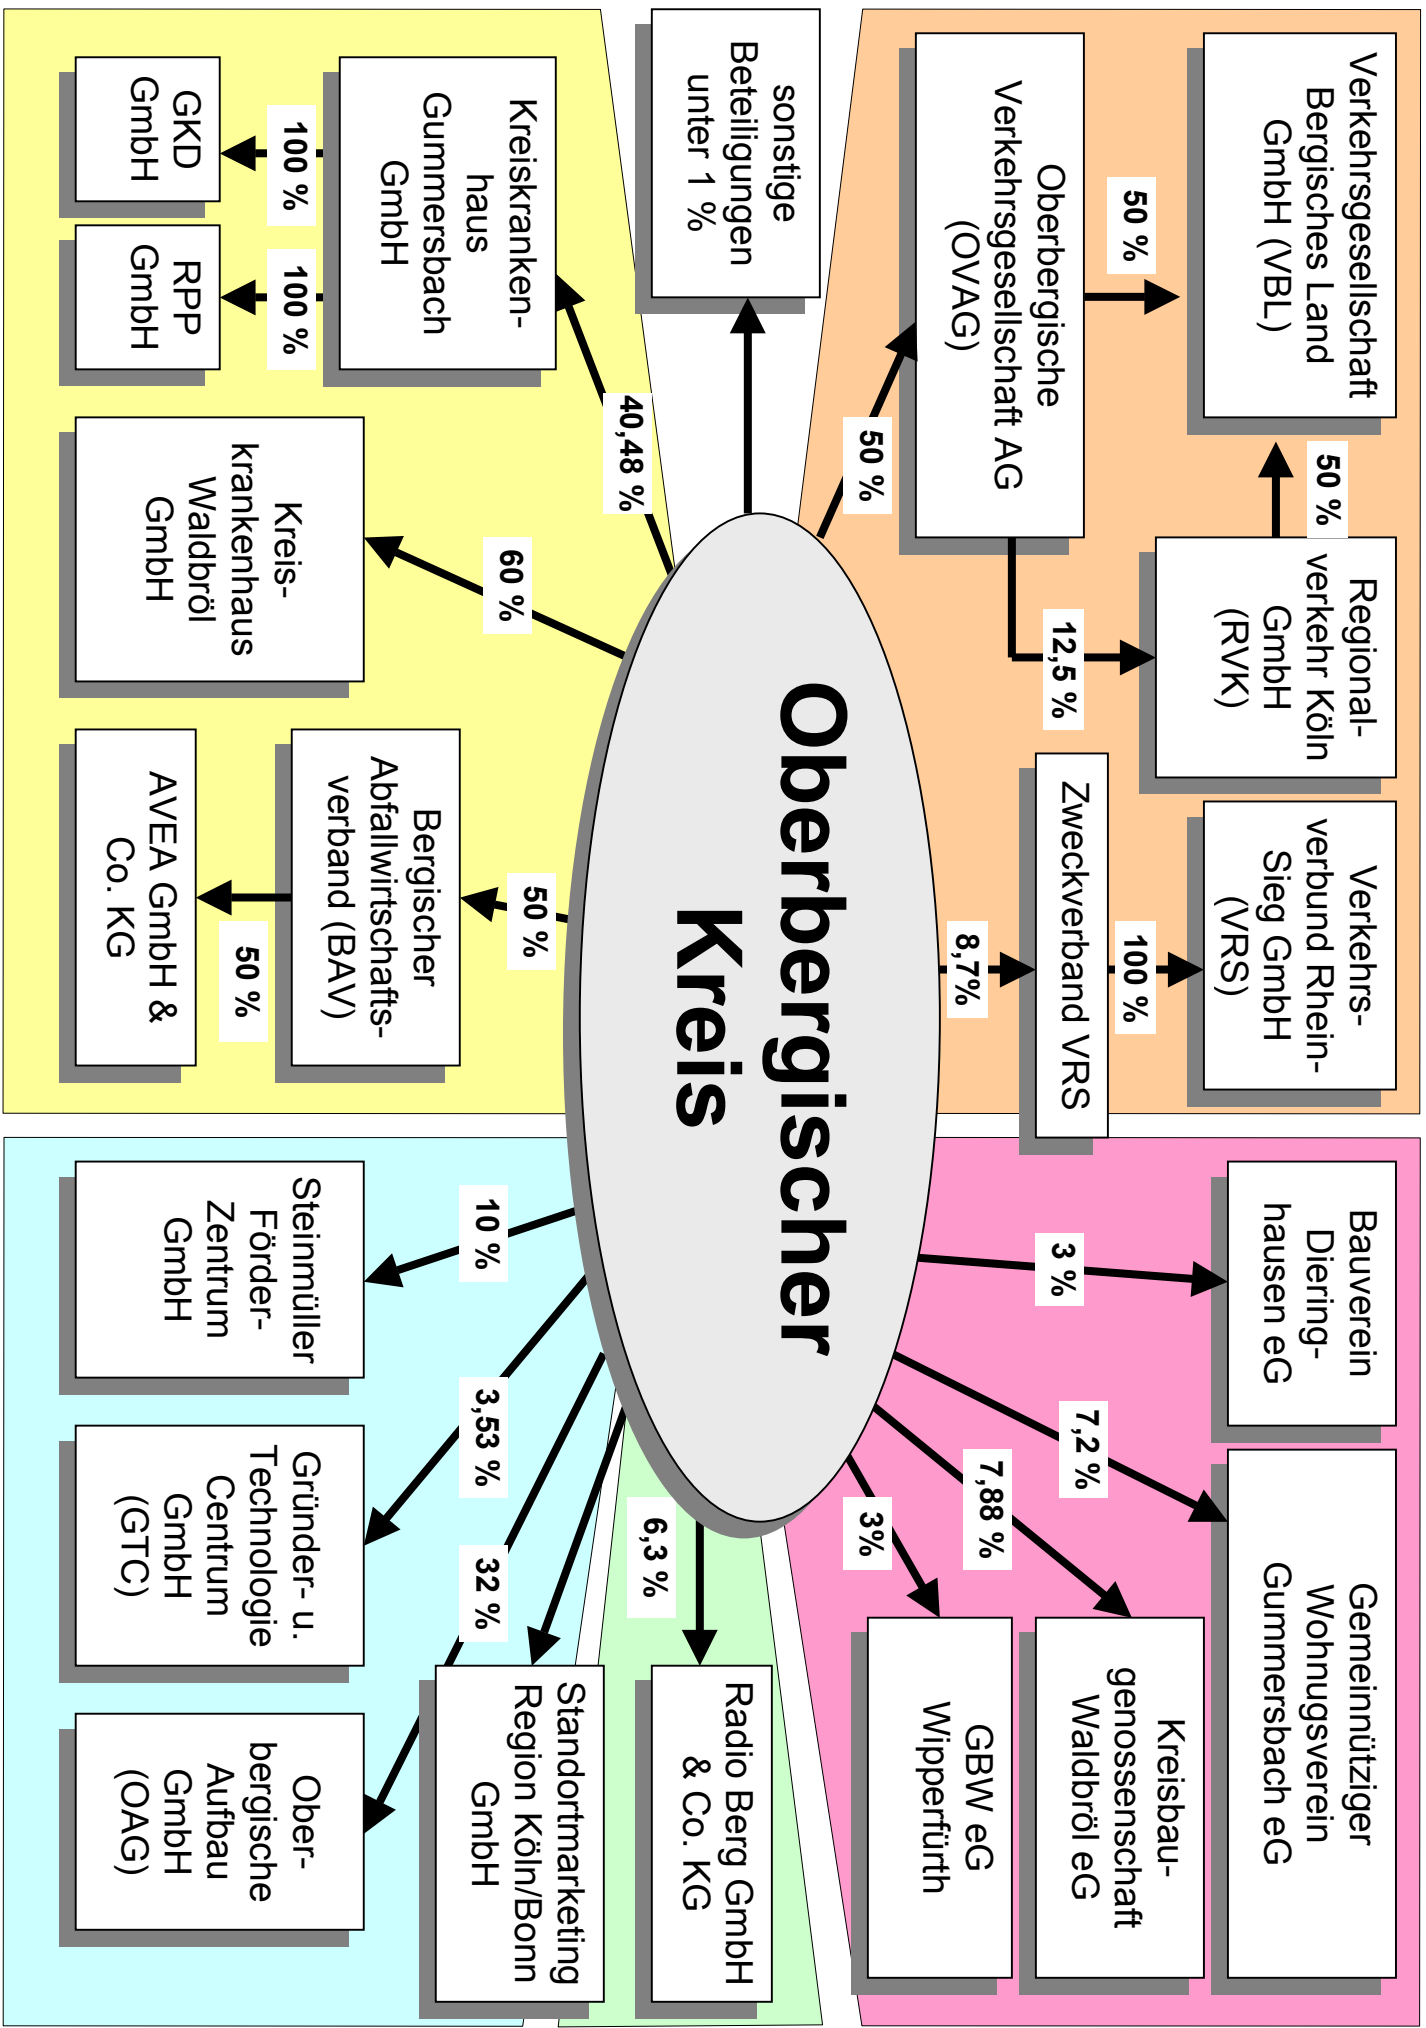 Verkehrsgesellschaft
Bergisches Land
GmbH (VBL)
50 %
50 %
Regional-
verkehr Köln
GmbH
(RVK)
Verkehrs-
verbund Rhein-
Sieg GmbH
(VRS)
Oberbergische
Verkehrsgesellschaft AG
(OVAG)
12,5 %
100 %
Zweckverband VRS
50 %
8,7%
Bauverein
Diering-
hausen eG
Gemeinnütziger
Wohnugsverein
Gummersbach eG
3 %
7,2 %
Kreisbau-
genossenschaft
Waldbröl eG
7,88 %
GBW eG
Wipperfürth
3%
sonstige
Beteiligungen
unter 1 %
Oberbergischer
Kreis
Radio Berg GmbH
& Co. KG
6,3 %
Kreiskranken-
haus
Gummersbach
GmbH
40,48 %
100 %
100 %
GKD
GmbH
RPP
GmbH
60 %
Kreis-
krankenhaus
Waldbröl
GmbH
50 %
Bergischer
Abfallwirtschafts-
verband (BAV)
50 %
AVEA GmbH &
Co. KG
10 %
Steinmüller
Förder-
Zentrum
GmbH
3,53 %
Gründer- u.
Technologie
Centrum
GmbH
(GTC)
32 %
Ober-
bergische
Aufbau
GmbH
(OAG)
Standortmarketing
Region Köln/Bonn
GmbH